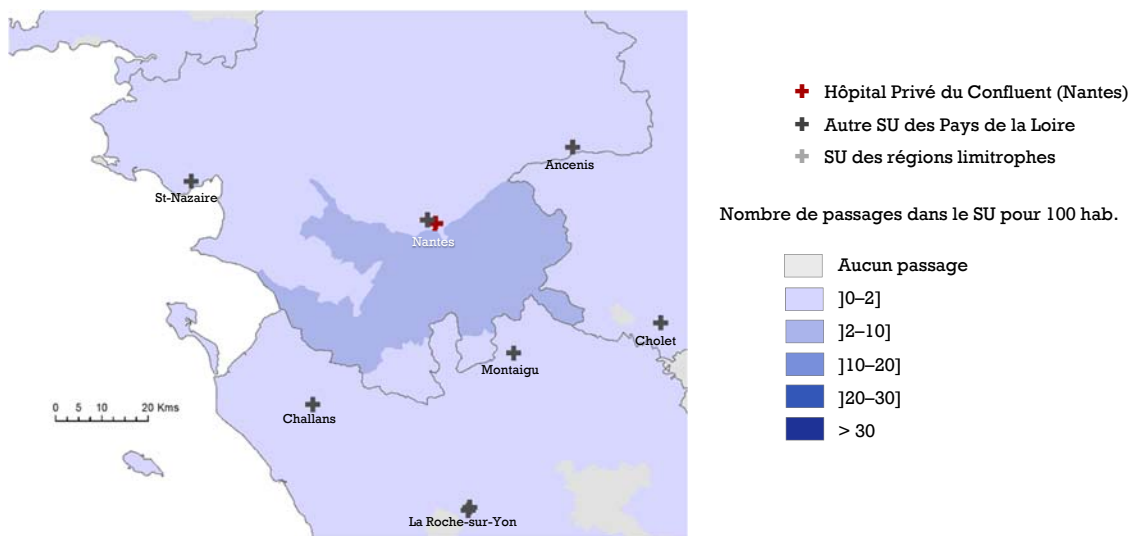 Hôpital Privé du Confluent (Nantes)
Autre SU des Pays de la Loire
SU des régions limitrophes
Ancenis
St-Nazaire
Nantes
Nombre de passages dans le SU pour 100 hab.
Aucun passage
]0–2]
]2–10]
]10–20]
]20–30]
> 30
Cholet
Montaigu
0 5 10 20 Kms
Challans
La Roche-sur-Yon